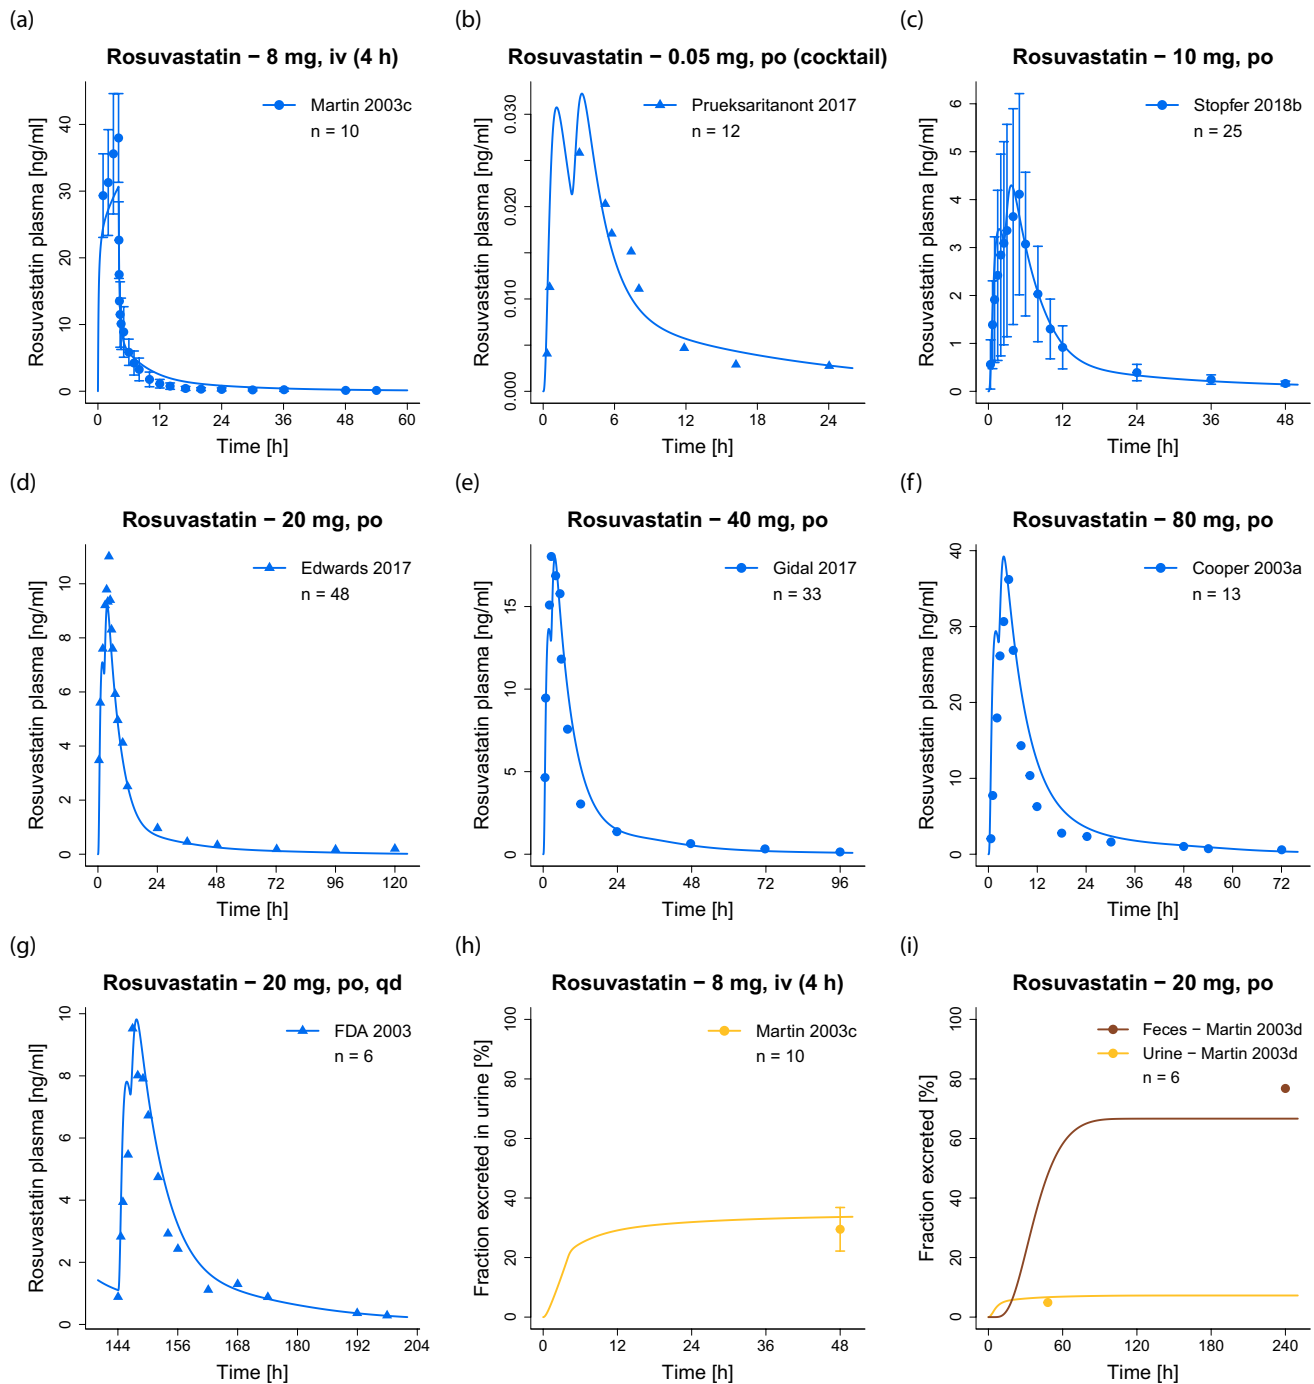 (a)
Rosuvastatin − 8 mg, iv (4 h)
Rosuvastatin plasma [ng/ml]
0 10 20 30 40
Martin 2003c
n = 10
0 12 24 36 48 60
Time [h]
(b)
Rosuvastatin − 0.05 mg, po (cocktail)
Rosuvastatin plasma [ng/ml]
0.000 0.010 0.020 0.030
Prueksaritanont 2017
n = 12
0 6 12 18 24
Time [h]
(c)
Rosuvastatin − 10 mg, po
Rosuvastatin plasma [ng/ml]
0 1 2 3 4 5 6
Stopfer 2018b
n = 25
0 12 24 36 48
Time [h]
(d)
Rosuvastatin − 20 mg, po
Rosuvastatin plasma [ng/ml]
0 2 4 6 8 10
Edwards 2017
n = 48
0 24 48 72 96 120
Time [h]
(e)
Rosuvastatin − 40 mg, po
Rosuvastatin plasma [ng/ml]
0 5 10 15
Gidal 2017
n = 33
0 24 48 72 96
Time [h]
(f)
Rosuvastatin − 80 mg, po
Rosuvastatin plasma [ng/ml]
0 10 20 30 40
Cooper 2003a
n = 13
0 12 24 36 48 60 72
Time [h]
(g)
Rosuvastatin − 20 mg, po, qd
Rosuvastatin plasma [ng/ml]
0 2 4 6 8 10
FDA 2003
n = 6
144 156 168 180 192 204
Time [h]
(h)
Rosuvastatin − 8 mg, iv (4 h)
Fraction excreted in urine [%]
0 20 40 60 80 100
Martin 2003c
n = 10
0 12 24 36 48
Time [h]
(i)
Rosuvastatin − 20 mg, po
Fraction excreted [%]
0 20 40 60 80 100
Feces − Martin 2003d
Urine − Martin 2003d
n = 6
0 60 120 180 240
Time [h]